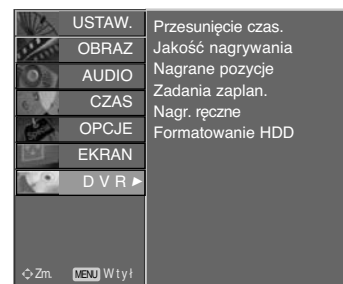 USTAW.
OBRAZ
AUDIO
CZAS
OPCJE
EKRAN
D V R
Przesunięcie czas.
Jakość nagrywania
Nagrane pozycje
Zadania zaplan.
Nagr. ręczne
Formatowanie HDD
Zm. MENU Wtył